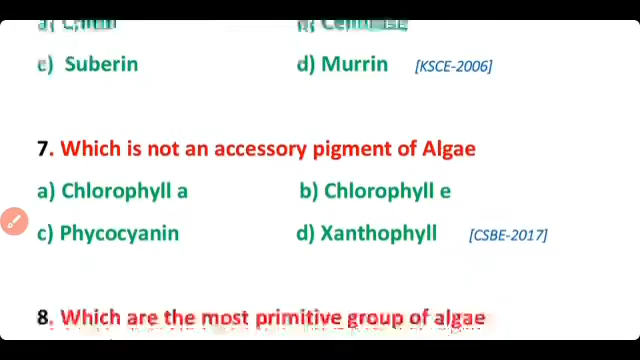 c) Suberin d) Murrin [KSCE-2006]
7. Which is not an accessory pigment of Algae
a) Chlorophyll a b) Chlorophyll e
c) Phycocyanin d) Xanthophyll [CSBE-2017]
8. Which are the most primitive group of algae